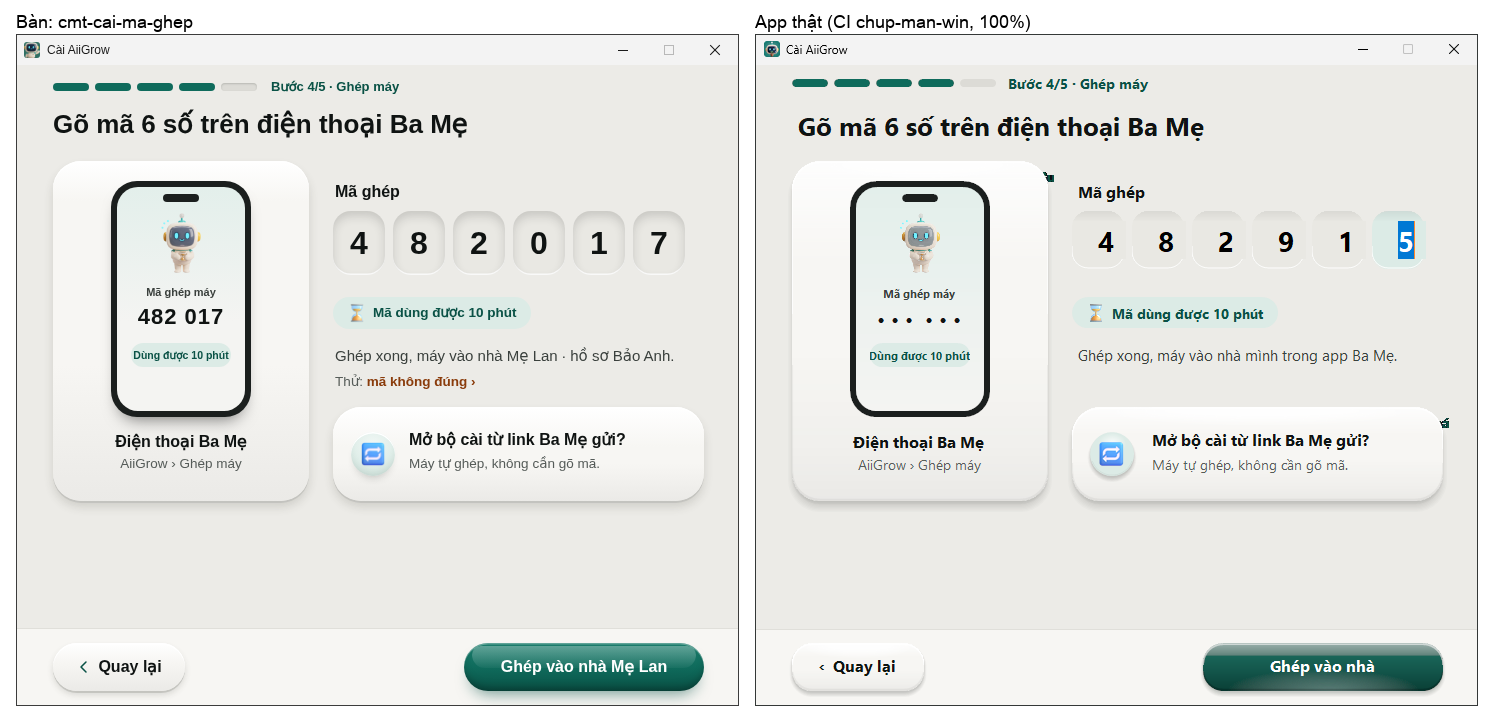 Bàn: cmt-cai-ma-ghep
Cài AiiGrow
Bước 4/5 · Ghép máy
Gõ mã 6 số trên điện thoại Ba Mẹ
Mã ghép máy
482 017
Dùng được 10 phút
Điện thoại Ba Mẹ
AiiGrow › Ghép máy
Mã ghép
4 8 2 0 1 7
⌛ Mã dùng được 10 phút
Ghép xong, máy vào nhà Mẹ Lan · hồ sơ Bảo Anh.
Thử: mã không đúng ›
Mở bộ cài từ link Ba Mẹ gửi?
Máy tự ghép, không cần gõ mã.
‹ Quay lại
Ghép vào nhà Mẹ Lan
App thật (CI chup-man-win, 100%)
Cài AiiGrow
Bước 4/5 · Ghép máy
Gõ mã 6 số trên điện thoại Ba Mẹ
Mã ghép máy
••• •••
Dùng được 10 phút
Điện thoại Ba Mẹ
AiiGrow › Ghép máy
Mã ghép
4 8 2 9 1 5
⌛ Mã dùng được 10 phút
Ghép xong, máy vào nhà mình trong app Ba Mẹ.
Mở bộ cài từ link Ba Mẹ gửi?
Máy tự ghép, không cần gõ mã.
‹ Quay lại
Ghép vào nhà